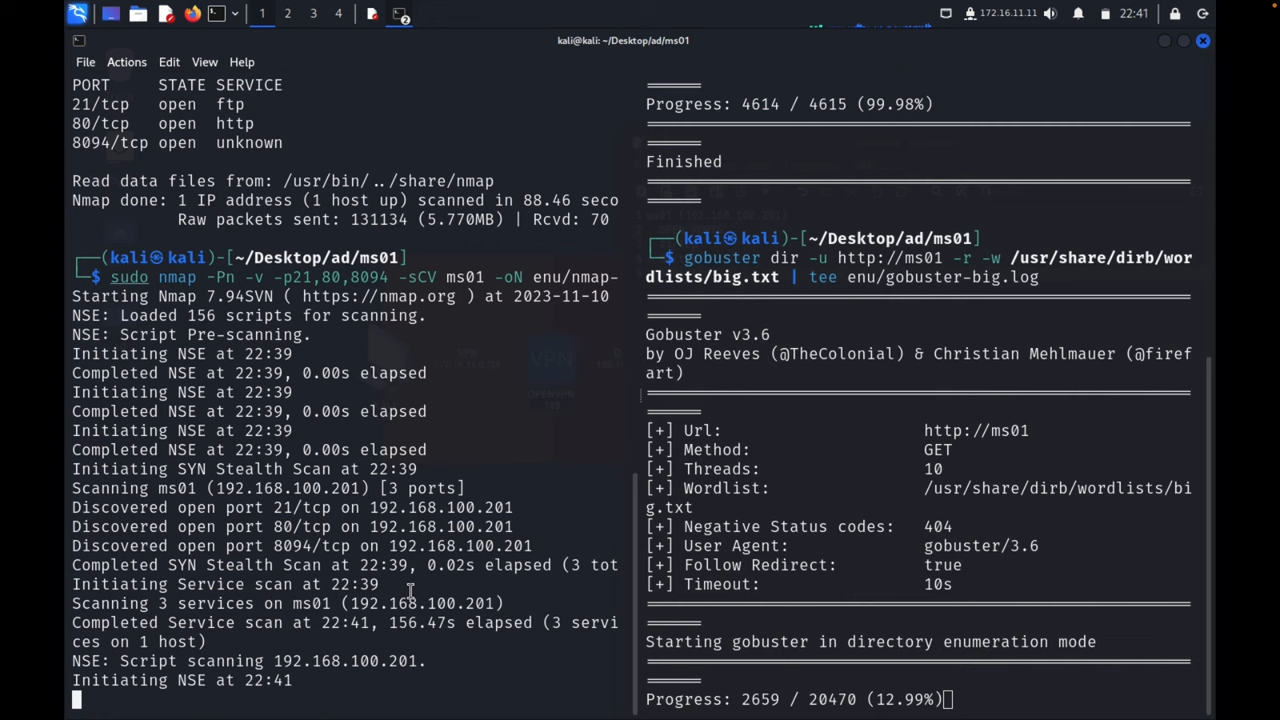 1 2 3 4 2 172.16.11.11 22:41
kali@kali: ~/Desktop/ad/ms01
File Actions Edit View Help
PORT STATE SERVICE
21/tcp open ftp
80/tcp open http
8094/tcp open unknown
Read data files from: /usr/bin/../share/nmap
Nmap done: 1 IP address (1 host up) scanned in 88.46 seco
Raw packets sent: 131134 (5.770MB) | Rcvd: 70
┌──(kali㉿kali)-[~/Desktop/ad/ms01]
└─$ sudo nmap -Pn -v -p21,80,8094 -sCV ms01 -oN enu/nmap-
Starting Nmap 7.94SVN ( https://nmap.org ) at 2023-11-10
NSE: Loaded 156 scripts for scanning.
NSE: Script Pre-scanning.
Initiating NSE at 22:39
Completed NSE at 22:39, 0.00s elapsed
Initiating NSE at 22:39
Completed NSE at 22:39, 0.00s elapsed
Initiating NSE at 22:39
Completed NSE at 22:39, 0.00s elapsed
Initiating SYN Stealth Scan at 22:39
Scanning ms01 (192.168.100.201) [3 ports]
Discovered open port 21/tcp on 192.168.100.201
Discovered open port 80/tcp on 192.168.100.201
Discovered open port 8094/tcp on 192.168.100.201
Completed SYN Stealth Scan at 22:39, 0.02s elapsed (3 tot
Initiating Service scan at 22:39
Scanning 3 services on ms01 (192.168.100.201)
Completed Service scan at 22:41, 156.47s elapsed (3 servi
ces on 1 host)
NSE: Script scanning 192.168.100.201.
Initiating NSE at 22:41
Progress: 4614 / 4615 (99.98%)
Finished
┌──(kali㉿kali)-[~/Desktop/ad/ms01]
└─$ gobuster dir -u http://ms01 -r -w /usr/share/dirb/wor
dlists/big.txt | tee enu/gobuster-big.log
Gobuster v3.6
by OJ Reeves (@TheColonial) & Christian Mehlmauer (@firef
art)
[+] Url: http://ms01
[+] Method: GET
[+] Threads: 10
[+] Wordlist: /usr/share/dirb/wordlists/bi
g.txt
[+] Negative Status codes: 404
[+] User Agent: gobuster/3.6
[+] Follow Redirect: true
[+] Timeout: 10s
Starting gobuster in directory enumeration mode
Progress: 2659 / 20470 (12.99%)
VPN